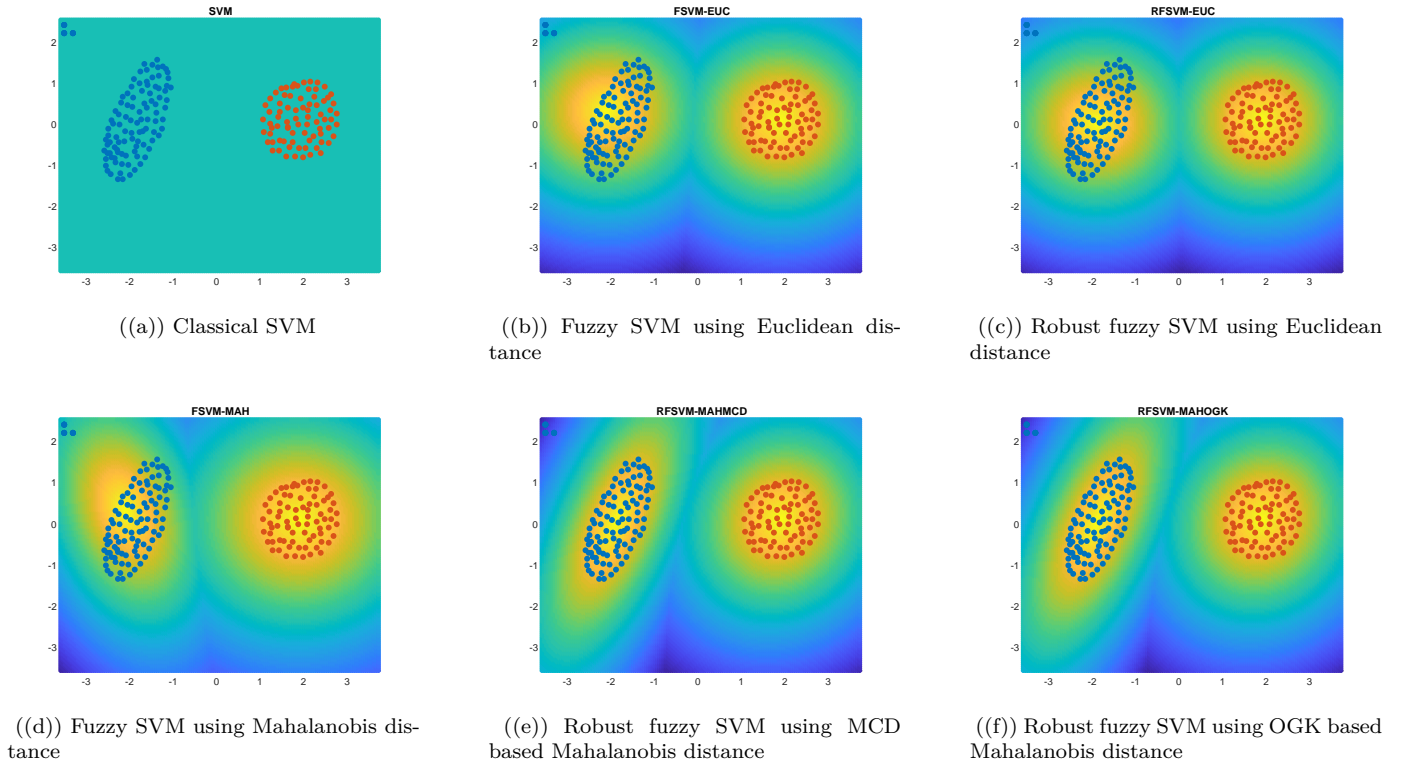 SVM
2
1
0
-1
-2
-3
-3 -2 -1 0 1 2 3
((a)) Classical SVM
FSVM-EUC
2
1
0
-1
-2
-3
-3 -2 -1 0 1 2 3
((b)) Fuzzy SVM using Euclidean dis-
tance
RFSVM-EUC
2
1
0
-1
-2
-3
-3 -2 -1 0 1 2 3
((c)) Robust fuzzy SVM using Euclidean
distance
FSVM-MAH
2
1
0
-1
-2
-3
-3 -2 -1 0 1 2 3
((d)) Fuzzy SVM using Mahalanobis dis-
tance
RFSVM-MAHMCD
2
1
0
-1
-2
-3
-3 -2 -1 0 1 2 3
((e)) Robust fuzzy SVM using MCD
based Mahalanobis distance
RFSVM-MAHOGK
2
1
0
-1
-2
-3
-3 -2 -1 0 1 2 3
((f)) Robust fuzzy SVM using OGK based
Mahalanobis distance